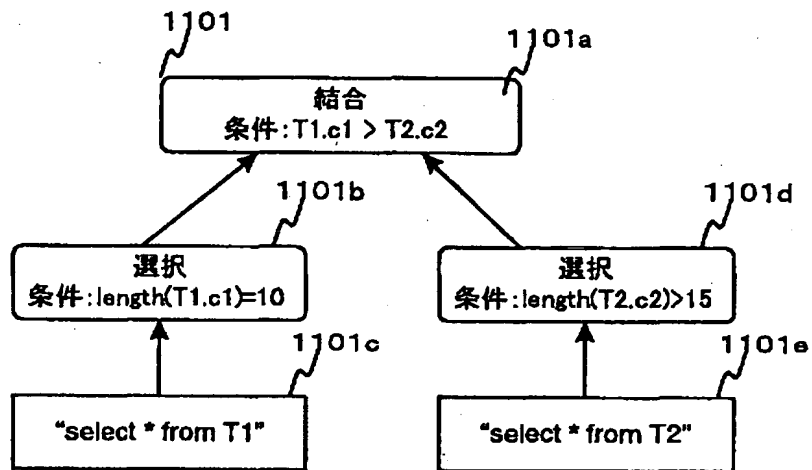 1101
1101a
結合
条件:T1.c1 > T2.c2
1101b
選択
条件:length(T1.c1)=10
1101d
選択
条件:length(T2.c2)>15
1101c
“select * from T1”
1101e
“select * from T2”